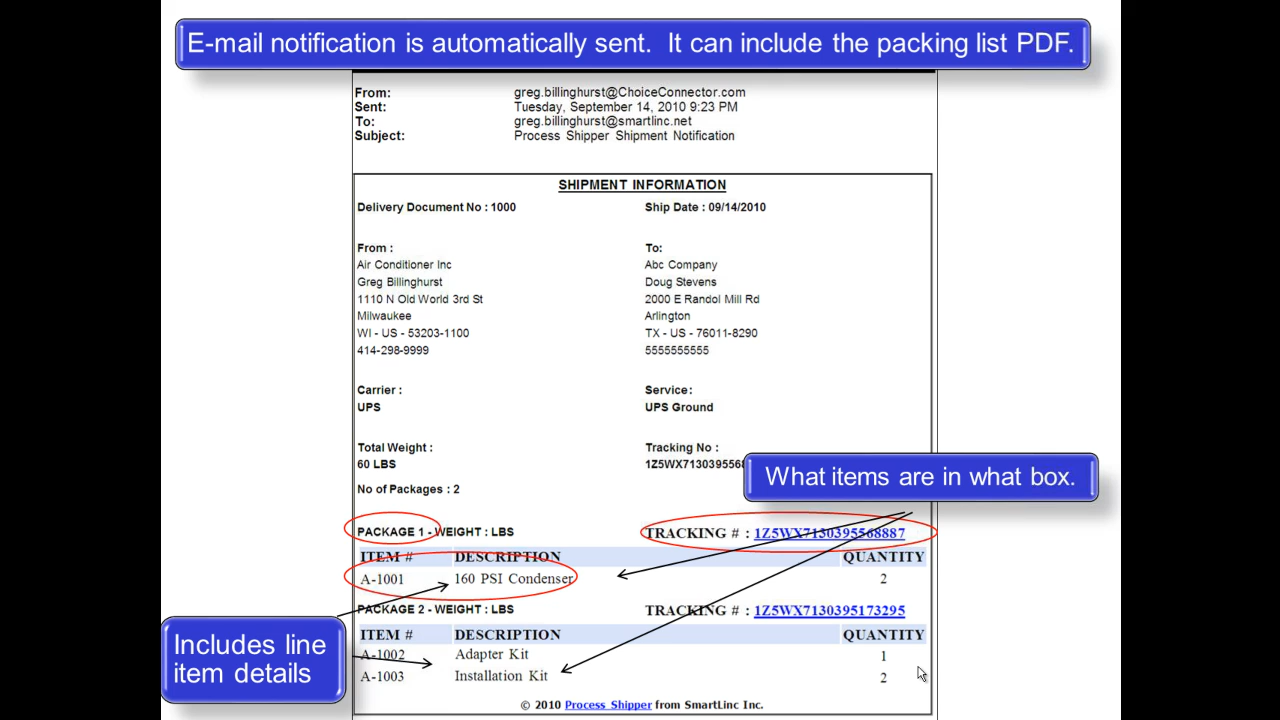 E-mail notification is automatically sent.  It can include the packing list PDF.
From: greg.billinghurst@ChoiceConnector.com
Sent: Tuesday, September 14, 2010 9:23 PM
To: greg.billinghurst@smartlinc.net
Subject: Process Shipper Shipment Notification
SHIPMENT INFORMATION
Delivery Document No : 1000 Ship Date : 09/14/2010
From : To:
Air Conditioner Inc Abc Company
Greg Billinghurst Doug Stevens
1110 N Old World 3rd St 2000 E Randol Mill Rd
Milwaukee Arlington
WI - US - 53203-1100 TX - US - 76011-8290
414-298-9999 5555555555
Carrier : Service:
UPS UPS Ground
Total Weight : Tracking No :
60 LBS 1Z5WX713039556
What items are in what box.
No of Packages : 2
PACKAGE 1 - WEIGHT : LBS TRACKING # : 1Z5WX7130395568887
ITEM # DESCRIPTION QUANTITY
A-1001 160 PSI Condenser 2
PACKAGE 2 - WEIGHT : LBS TRACKING # : 1Z5WX7130395173295
ITEM # DESCRIPTION QUANTITY
A-1002 Adapter Kit 1
A-1003 Installation Kit 2
Includes line
item details
© 2010 Process Shipper from SmartLinc Inc.